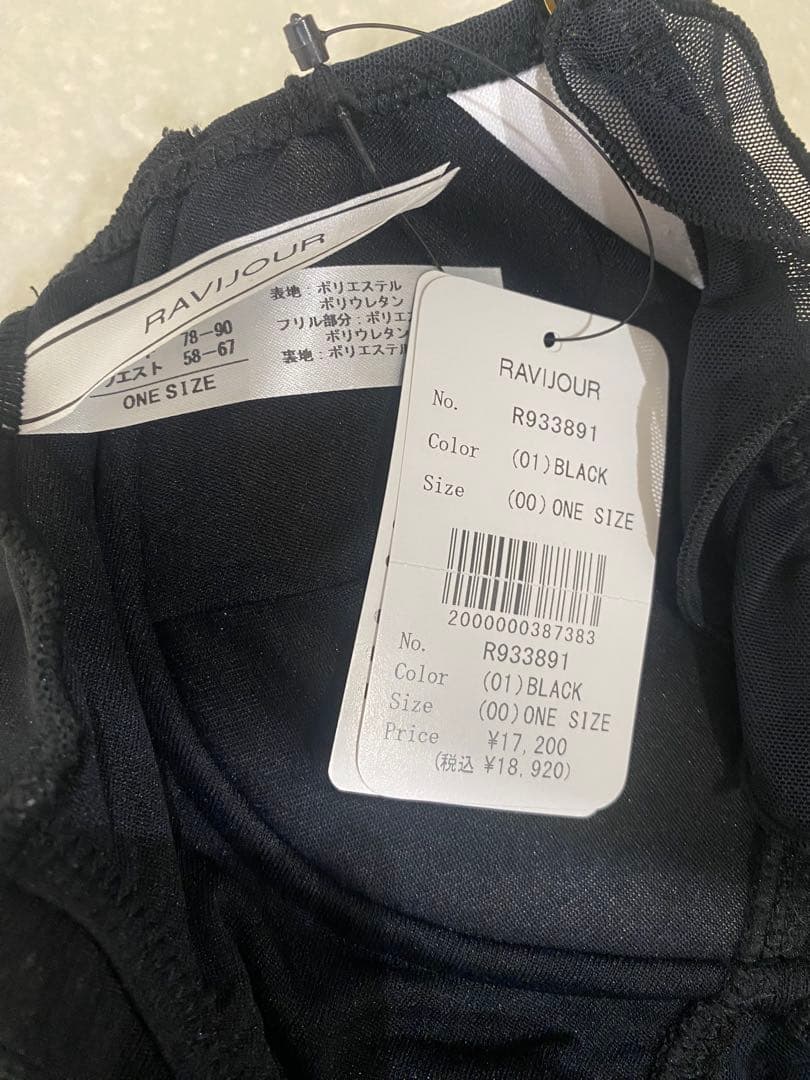 RAVIJOUR
78-90
エスト 58-67
ONE SIZE
表地:ポリエステル
ポリウレタン
フリル部分:ポリエ
ポリウレタン
裏地:ポリエステル
RAVIJOUR
No. R933891
Color (01)BLACK
Size (00)ONE SIZE
2000000387383
No. R933891
Color (01)BLACK
Size (00)ONE SIZE
Price ¥17,200
(税込 ¥18,920)